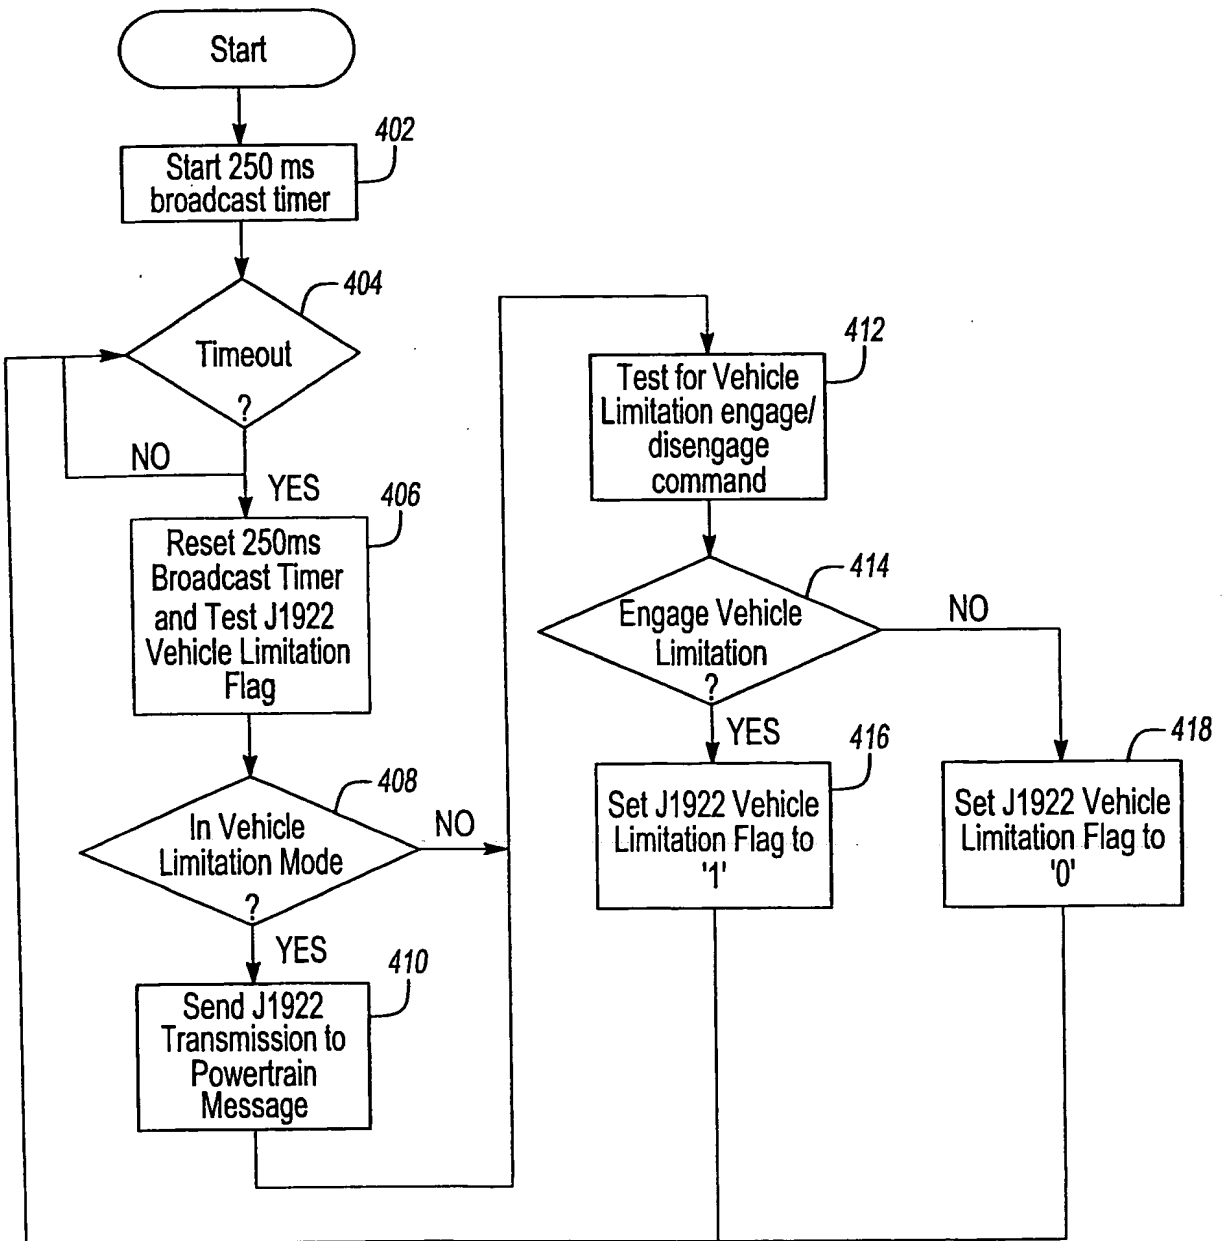 Start
402
Start 250 ms
broadcast timer
404
Timeout
?
NO
YES
406
Reset 250ms
Broadcast Timer
and Test J1922
Vehicle Limitation
Flag
408
In Vehicle
Limitation Mode
?
NO
YES
410
Send J1922
Transmission to
Powertrain
Message
412
Test for Vehicle
Limitation engage/
disengage
command
414
Engage Vehicle
Limitation
?
NO
YES
416
Set J1922 Vehicle
Limitation Flag to
'1'
418
Set J1922 Vehicle
Limitation Flag to
'0'